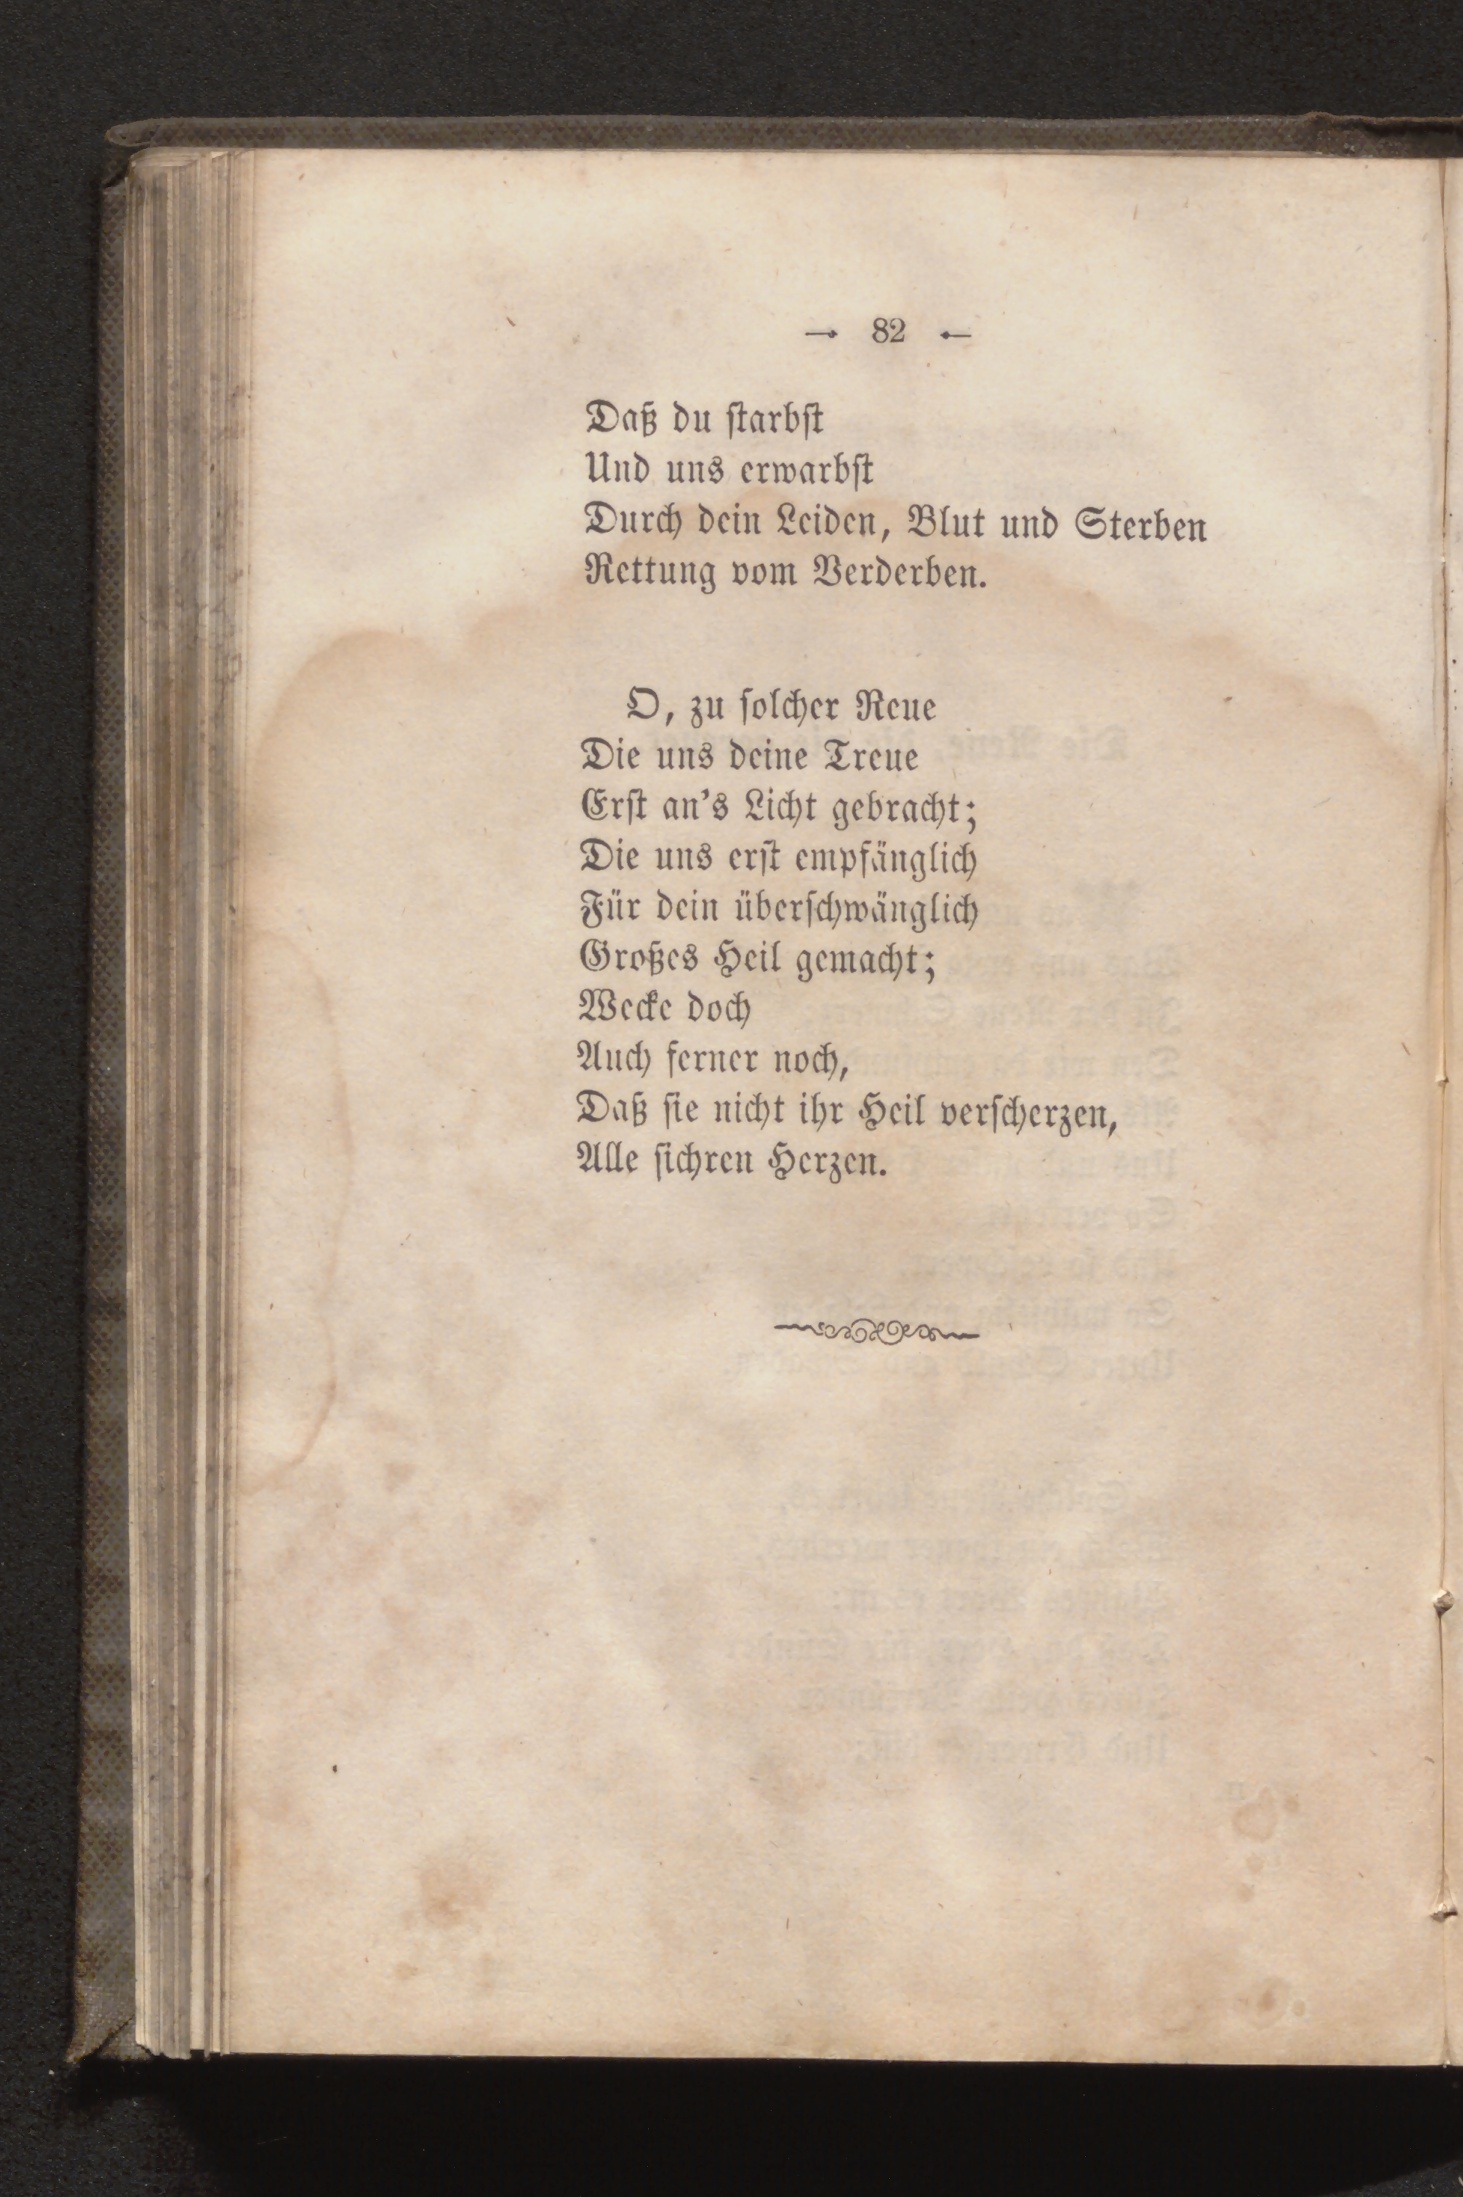 82
Daß du ſtarbſt
Und uns erwarbſt
Durch dein Leiden, Blut und Sterben
Rettung vom Verderben.
O, zu ſolcher Reue
Die uns deine Treue
Erſt an’s Licht gebracht;
Die uns erſt empfänglich
Für dein überſchwänglich
Großes Heil gemacht;
Wecke doch
Auch ferner noch,
Daß ſie nicht ihr Heil verſcherzen,
Alle ſichren Herzen.